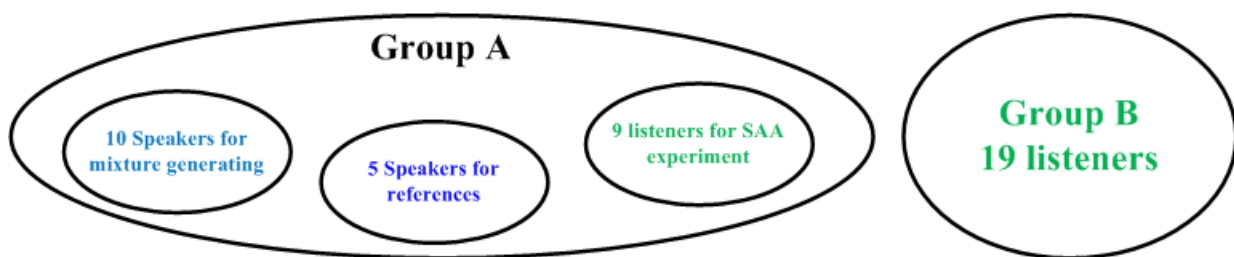 Group A
10 Speakers for
mixture generating
5 Speakers for
references
9 listeners for SAA
experiment
Group B
19 listeners